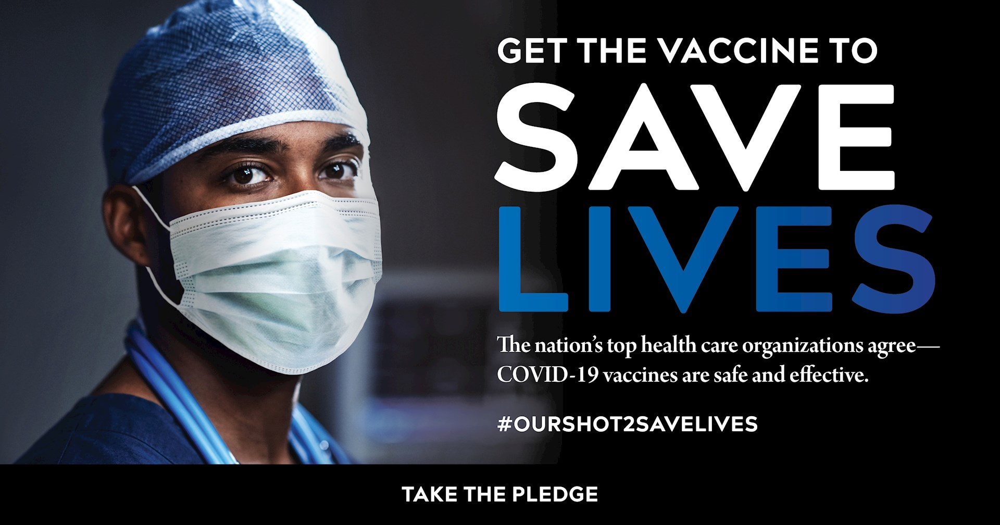 GET THE VACCINE TO
SAVE
LIVES
The nation’s top health care organizations agree—
COVID-19 vaccines are safe and effective.
#OURSHOT2SAVELIVES
TAKE THE PLEDGE